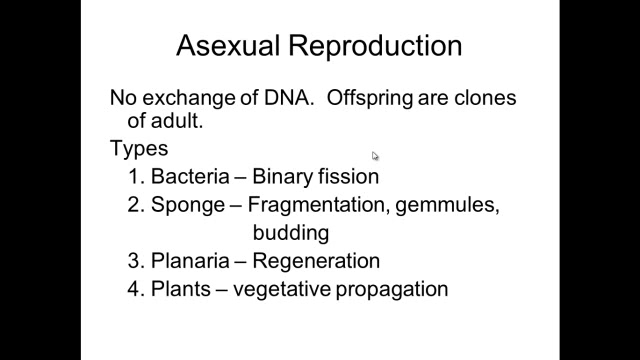 Asexual Reproduction
No exchange of DNA. Offspring are clones
of adult.
Types
1. Bacteria – Binary fission
2. Sponge – Fragmentation, gemmules,
budding
3. Planaria – Regeneration
4. Plants – vegetative propagation